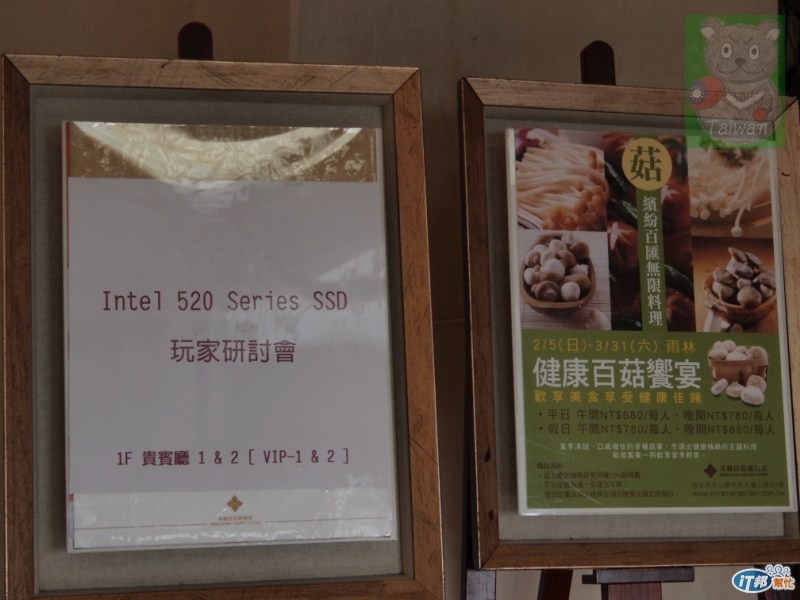 Intel 520 Series SSD
玩家研討會
1F 貴賓廳 1 & 2 [ VIP-1 & 2 ]
菇
繽紛百匯無限料理
2/5(日)~3/31(六) 雨林
健康百菇饗宴
歡享美食享受健康佳餚
・平日 午間NT$680/每人、晚間NT$780/每人
・假日 午間NT$780/每人、晚間NT$880/每人
Taiwan
iT邦幫忙